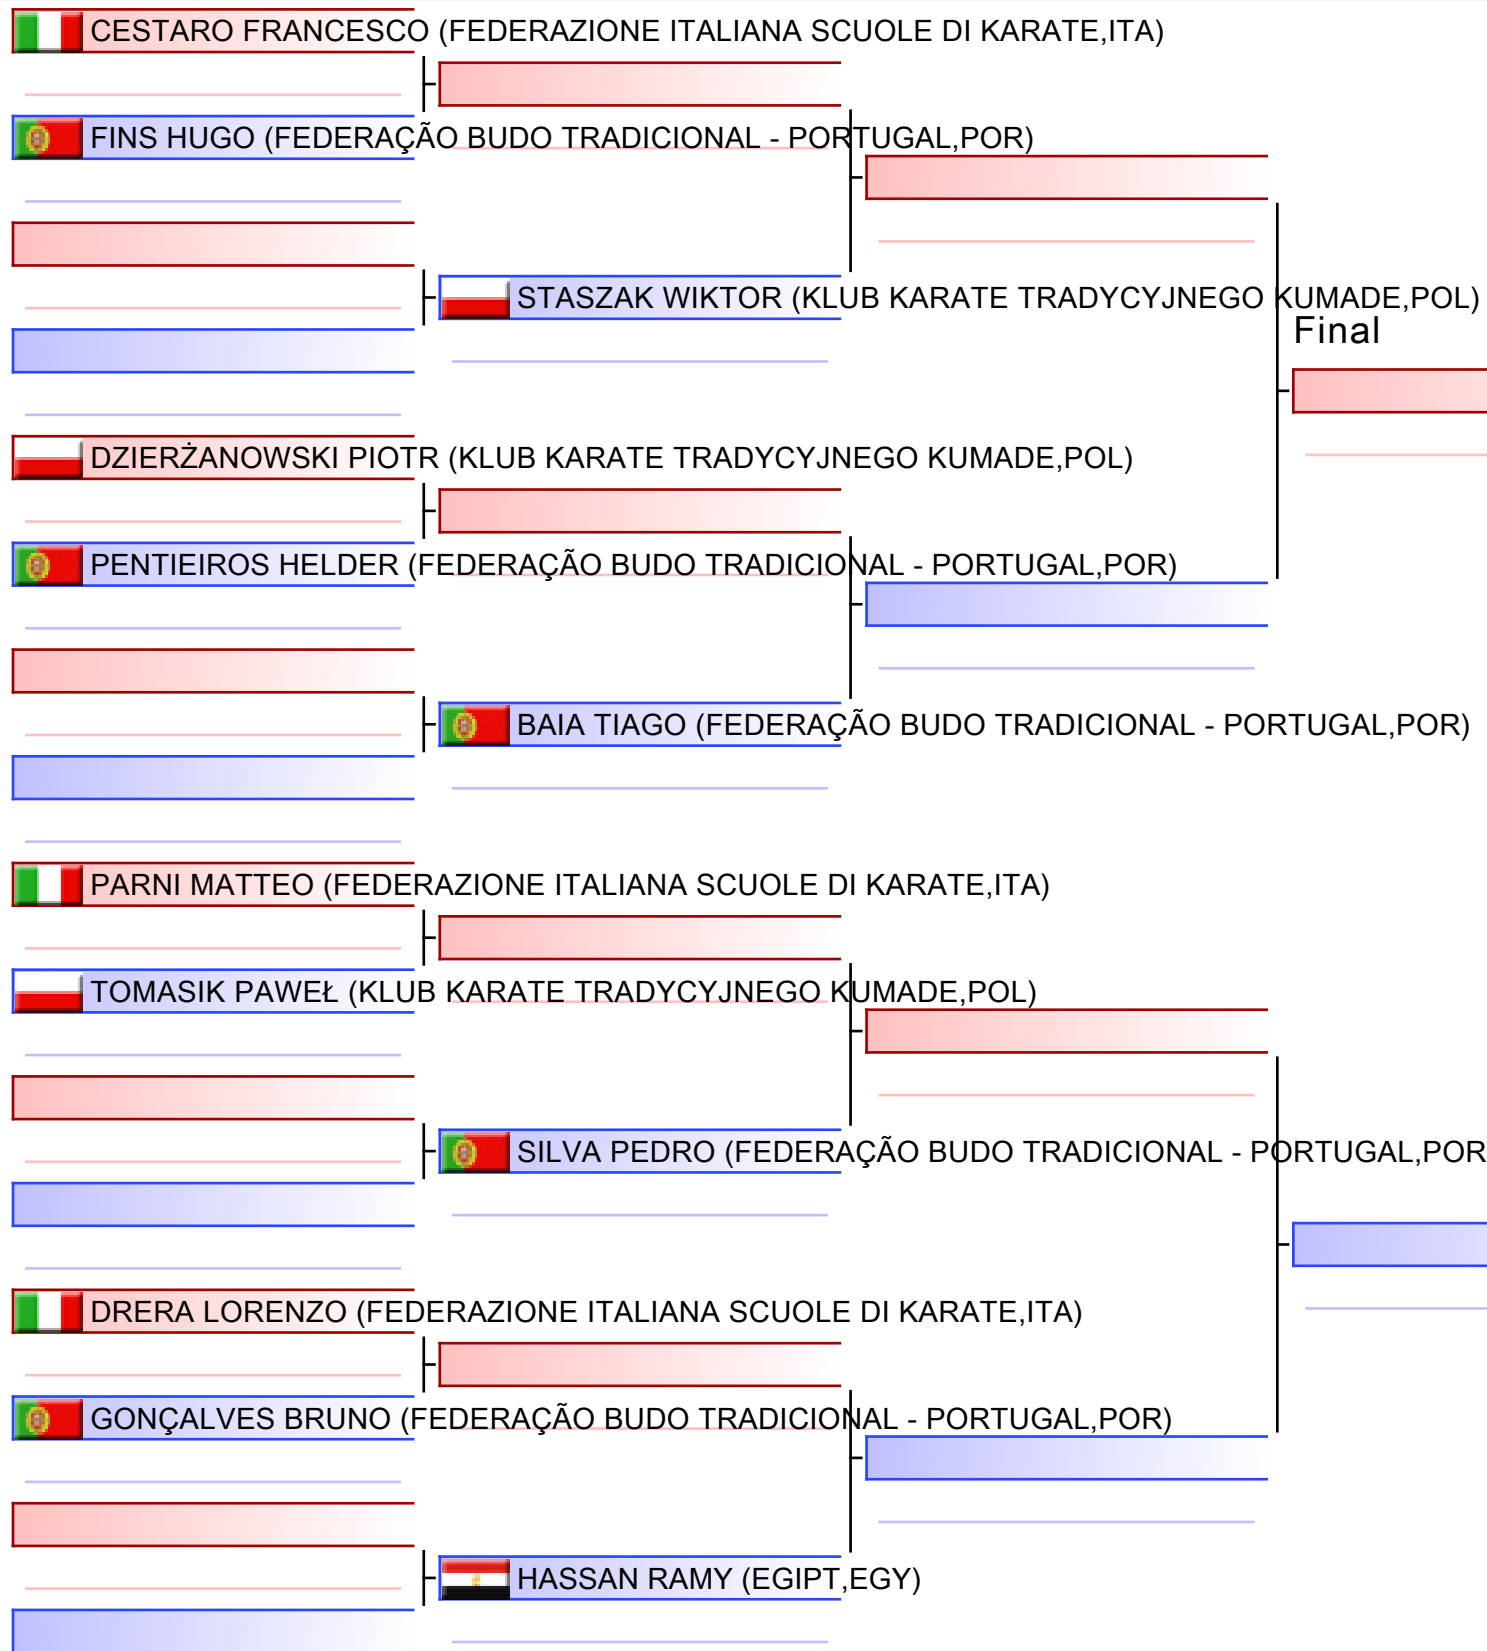 CESTARO FRANCESCO (FEDERAZIONE ITALIANA SCUOLE DI KARATE,ITA)
FINS HUGO (FEDERAÇÃO BUDO TRADICIONAL - PORTUGAL,POR)
STASZAK WIKTOR (KLUB KARATE TRADYCYJNEGO KUMADE,POL)
Final
DZIERŻANOWSKI PIOTR (KLUB KARATE TRADYCYJNEGO KUMADE,POL)
PENTIEIROS HELDER (FEDERAÇÃO BUDO TRADICIONAL - PORTUGAL,POR)
BAIA TIAGO (FEDERAÇÃO BUDO TRADICIONAL - PORTUGAL,POR)
PARNI MATTEO (FEDERAZIONE ITALIANA SCUOLE DI KARATE,ITA)
TOMASIK PAWEŁ (KLUB KARATE TRADYCYJNEGO KUMADE,POL)
SILVA PEDRO (FEDERAÇÃO BUDO TRADICIONAL - PORTUGAL,POR
DRERA LORENZO (FEDERAZIONE ITALIANA SCUOLE DI KARATE,ITA)
GONÇALVES BRUNO (FEDERAÇÃO BUDO TRADICIONAL - PORTUGAL,POR)
HASSAN RAMY (EGIPT,EGY)